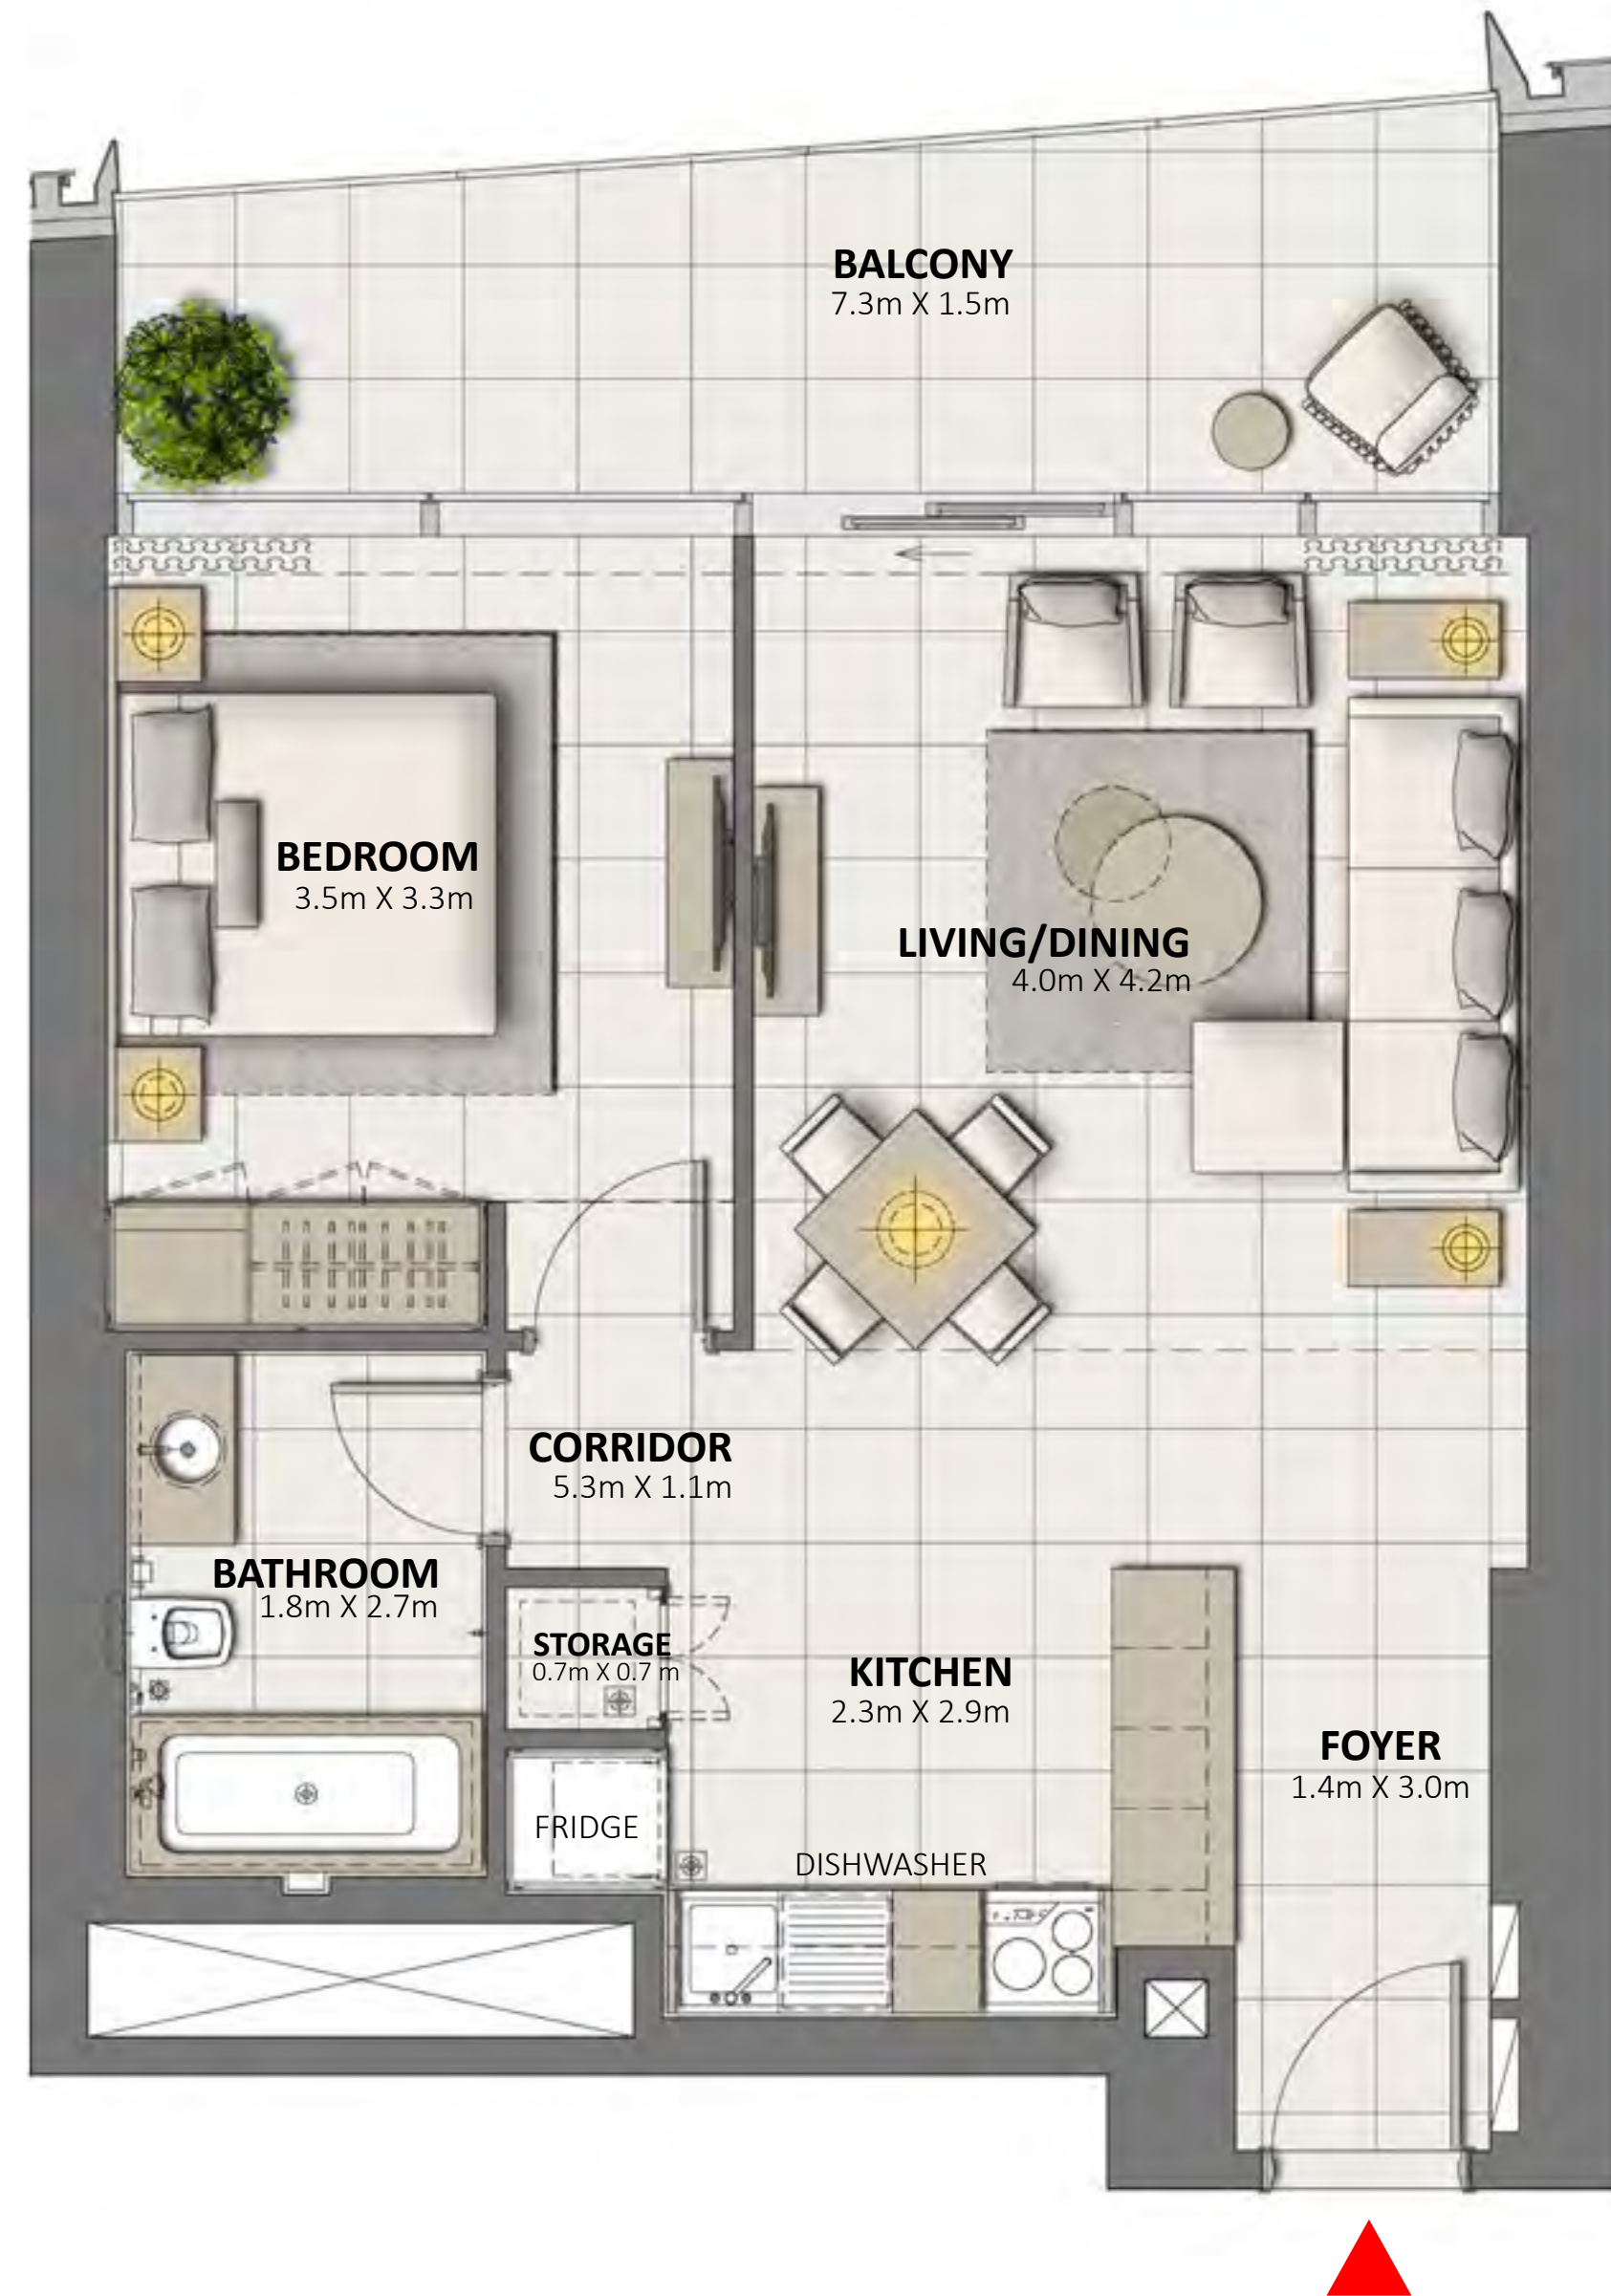 BALCONY
7.3m X 1.5m
BEDROOM
3.5m X 3.3m
LIVING/DINING
4.0m X 4.2m
CORRIDOR
5.3m X 1.1m
BATHROOM
1.8m X 2.7m
STORAGE
0.7m X 0.7 m
KITCHEN
2.3m X 2.9m
FOYER
1.4m X 3.0m
FRIDGE
DISHWASHER